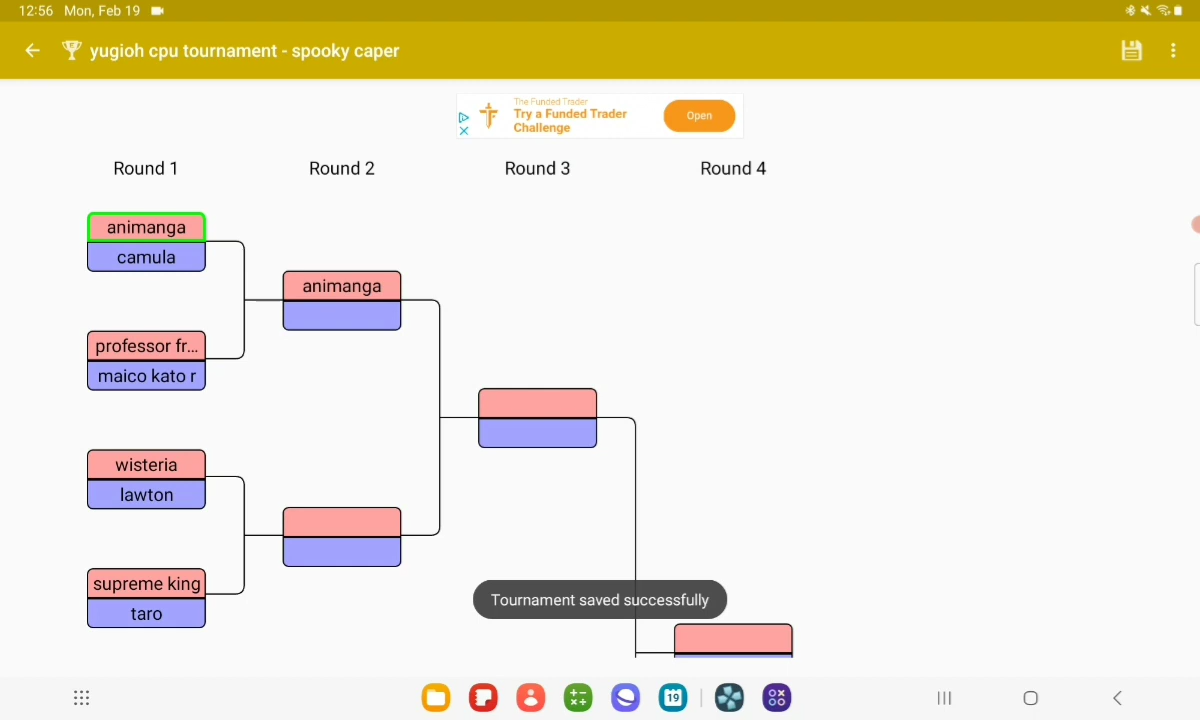 12:56 Mon, Feb 19
yugioh cpu tournament - spooky caper
The Funded Trader
Try a Funded Trader
Challenge
Open
Round 1
Round 2
Round 3
Round 4
animanga
camula
animanga
professor fr...
maico kato r
wisteria
lawton
supreme king
taro
Tournament saved successfully
19